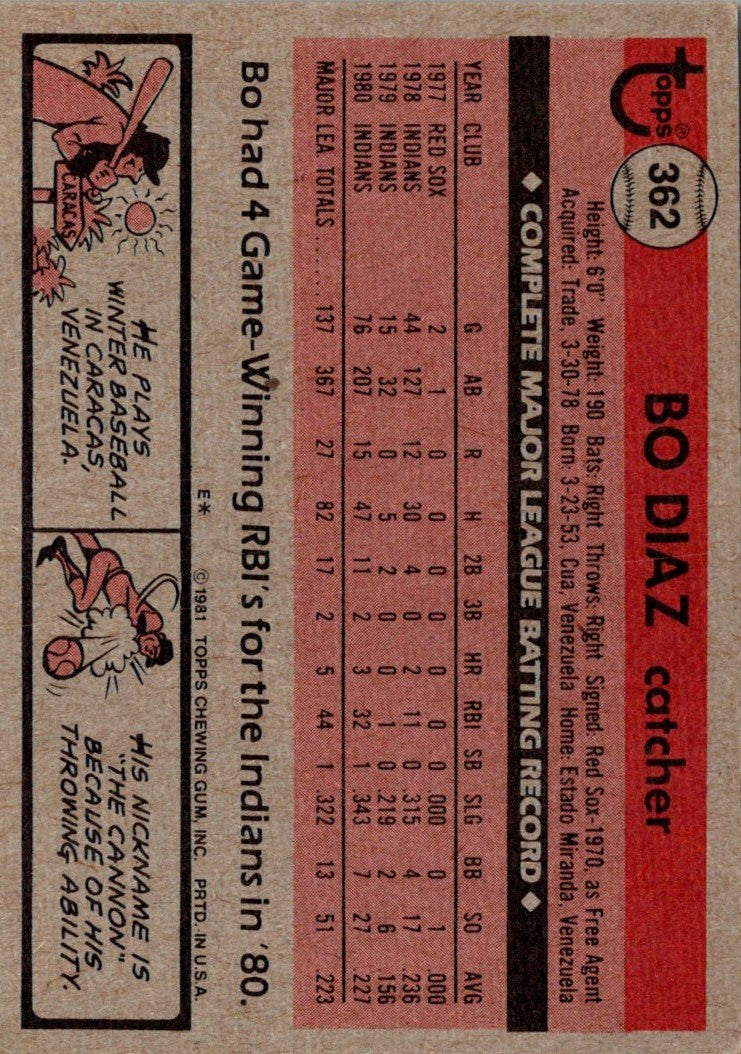 topps®
362
BO DIAZ catcher
Height: 6'0" Weight: 190 Bats: Right Throws: Right Signed: Red Sox-1970, as Free Agent
Acquired: Trade, 3-30-78 Born: 3-23-53, Cua, Venezuela Home: Estado Miranda, Venezuela
◆ COMPLETE MAJOR LEAGUE BATTING RECORD ◆
YEAR CLUB G AB R H 2B 3B HR RBI SB SLG BB SO AVG
1977 RED SOX 2 1 0 0 0 0 0 0 0 .000 0 1 .000
1978 INDIANS 44 127 12 30 4 0 2 11 0 .315 4 17 .236
1979 INDIANS 15 32 0 5 2 0 0 1 0 .219 2 6 .156
1980 INDIANS 76 207 15 47 11 2 3 32 1 .343 7 27 .227
MAJOR LEA. TOTALS...... 137 367 27 82 17 2 5 44 1 .322 13 51 .223
Bo had 4 Game-Winning RBI's for the Indians in '80.
E* © 1981 TOPPS CHEWING GUM, INC. PRTD. IN U.S.A.
CARACAS
HE PLAYS
WINTER BASEBALL
IN CARACAS,
VENEZUELA.
HIS NICKNAME IS
"THE CANNON"
BECAUSE OF HIS
THROWING ABILITY.